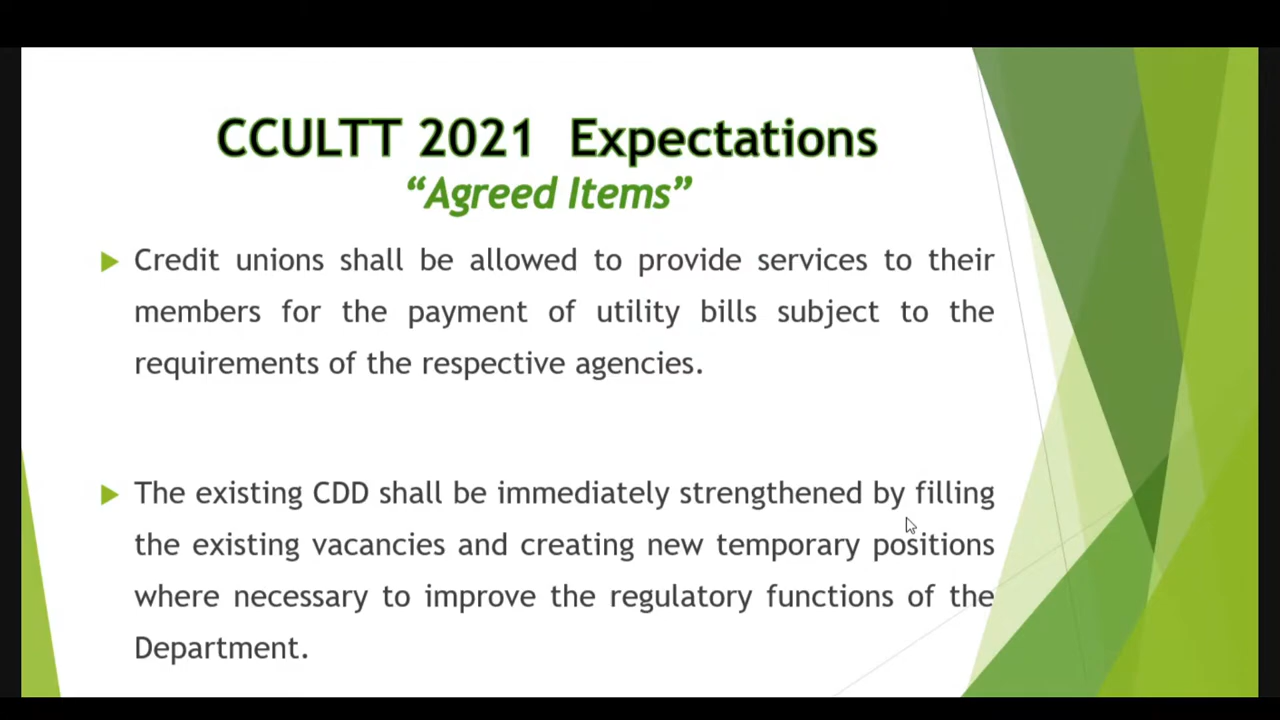 CCULTT 2021 Expectations
“Agreed Items”
Credit unions shall be allowed to provide services to their
members for the payment of utility bills subject to the
requirements of the respective agencies.
The existing CDD shall be immediately strengthened by filling
the existing vacancies and creating new temporary positions
where necessary to improve the regulatory functions of the
Department.